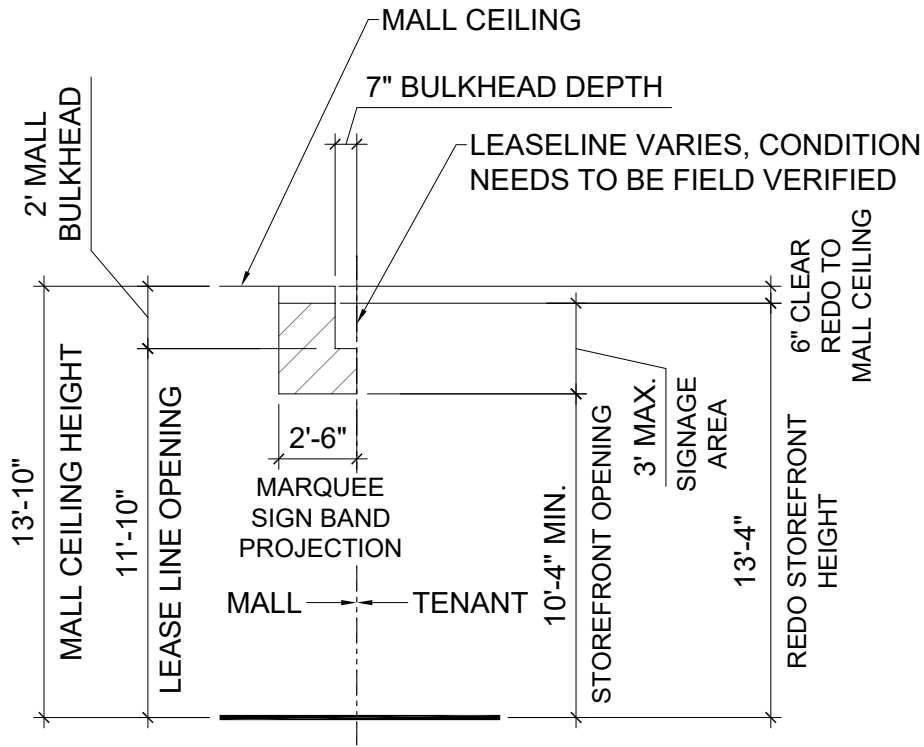 MALL CEILING
7" BULKHEAD DEPTH
LEASELINE VARIES, CONDITION
NEEDS TO BE FIELD VERIFIED
2' MALL
BULKHEAD
6" CLEAR
REDO TO
MALL CEILING
13'-10"
MALL CEILING HEIGHT
11'-10"
LEASE LINE OPENING
2'-6"
MARQUEE
SIGN BAND
PROJECTION
MALL
TENANT
10'-4" MIN.
STOREFRONT OPENING
3' MAX.
SIGNAGE
AREA
13'-4"
REDO STOREFRONT
HEIGHT